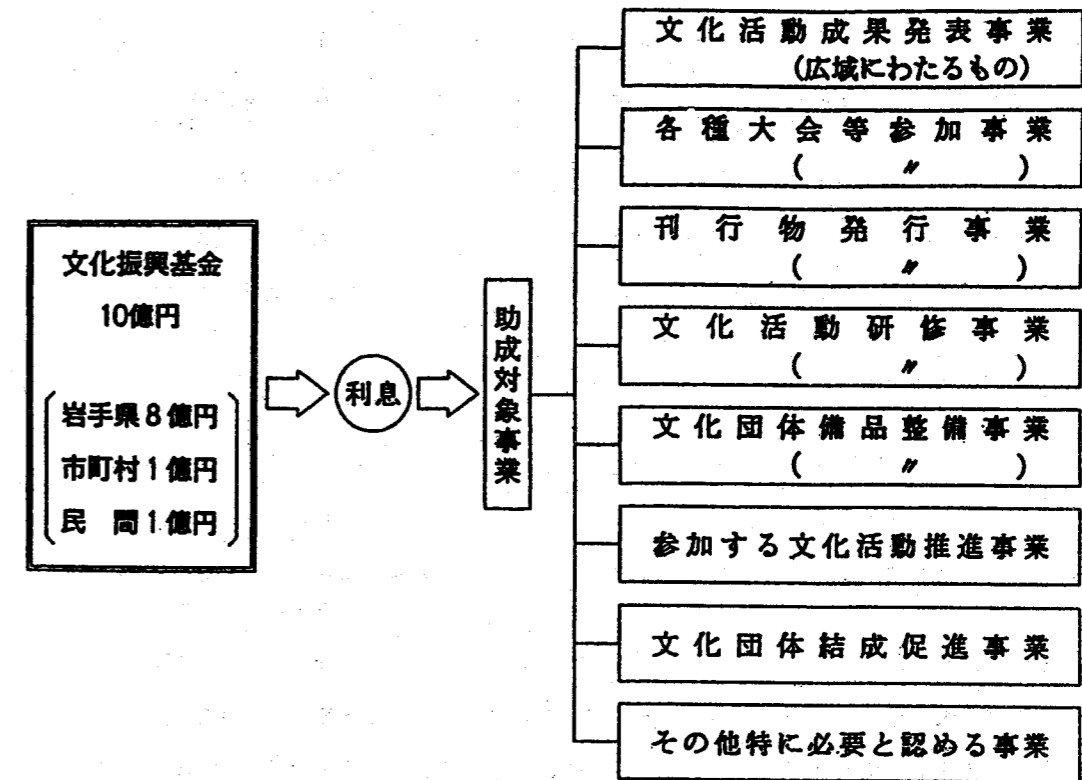 文化振興基金
10億円
岩手県8億円
市町村1億円
民間1億円
利息
助成対象事業
文化活動成果発表事業
(広域にわたるもの)
各種大会等参加事業
( 〃 )
刊行物発行事業
( 〃 )
文化活動研修事業
( 〃 )
文化団体備品整備事業
( 〃 )
参加する文化活動推進事業
文化団体結成促進事業
その他特に必要と認める事業